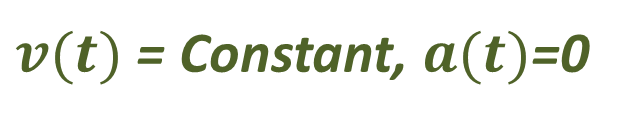 v(t) = Constant, a(t)=0